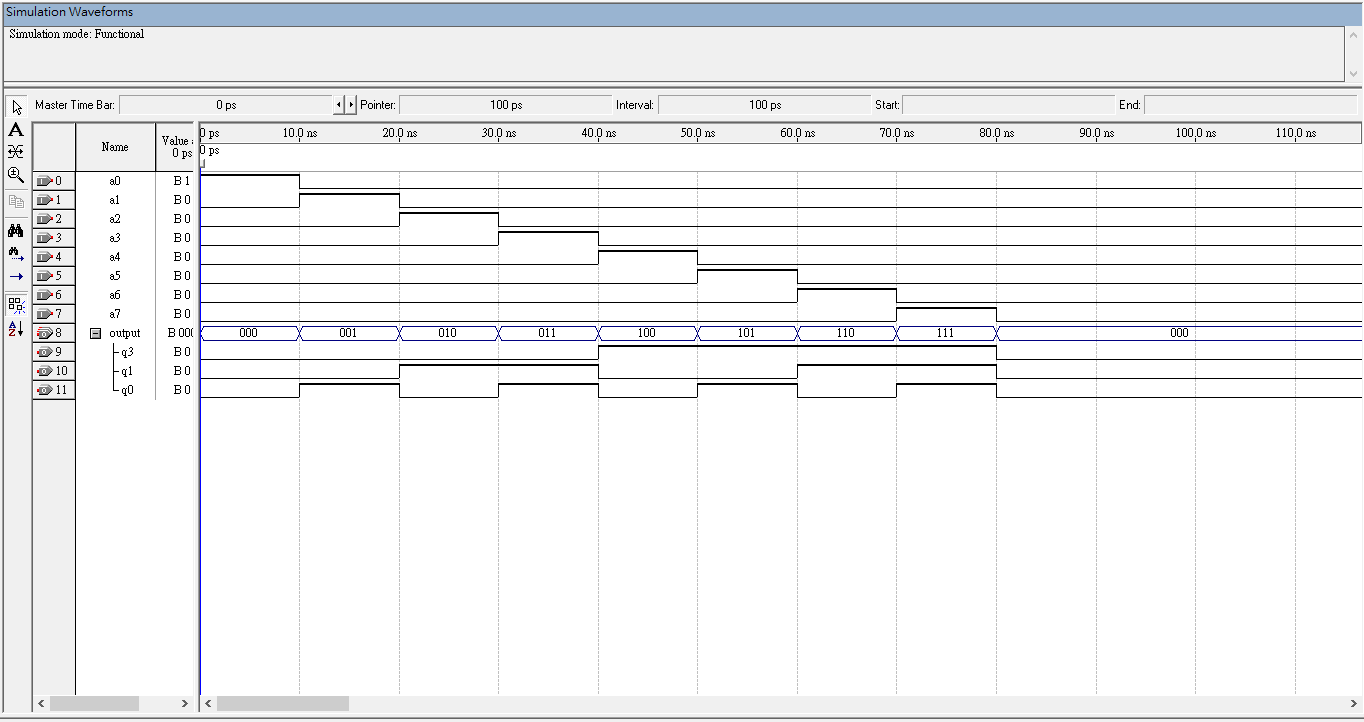 Simulation Waveforms
Simulation mode: Functional
Master Time Bar: 0 ps Pointer: 100 ps Interval: 100 ps Start: End:
Name Value 0 ps
0 ps 10.0 ns 20.0 ns 30.0 ns 40.0 ns 50.0 ns 60.0 ns 70.0 ns 80.0 ns 90.0 ns 100.0 ns 110.0 ns
0 ps
0 a0 B 1
1 a1 B 0
2 a2 B 0
3 a3 B 0
4 a4 B 0
5 a5 B 0
6 a6 B 0
7 a7 B 0
8 output B 000 000 001 010 011 100 101 110 111 000
9 q3 B 0
10 q1 B 0
11 q0 B 0